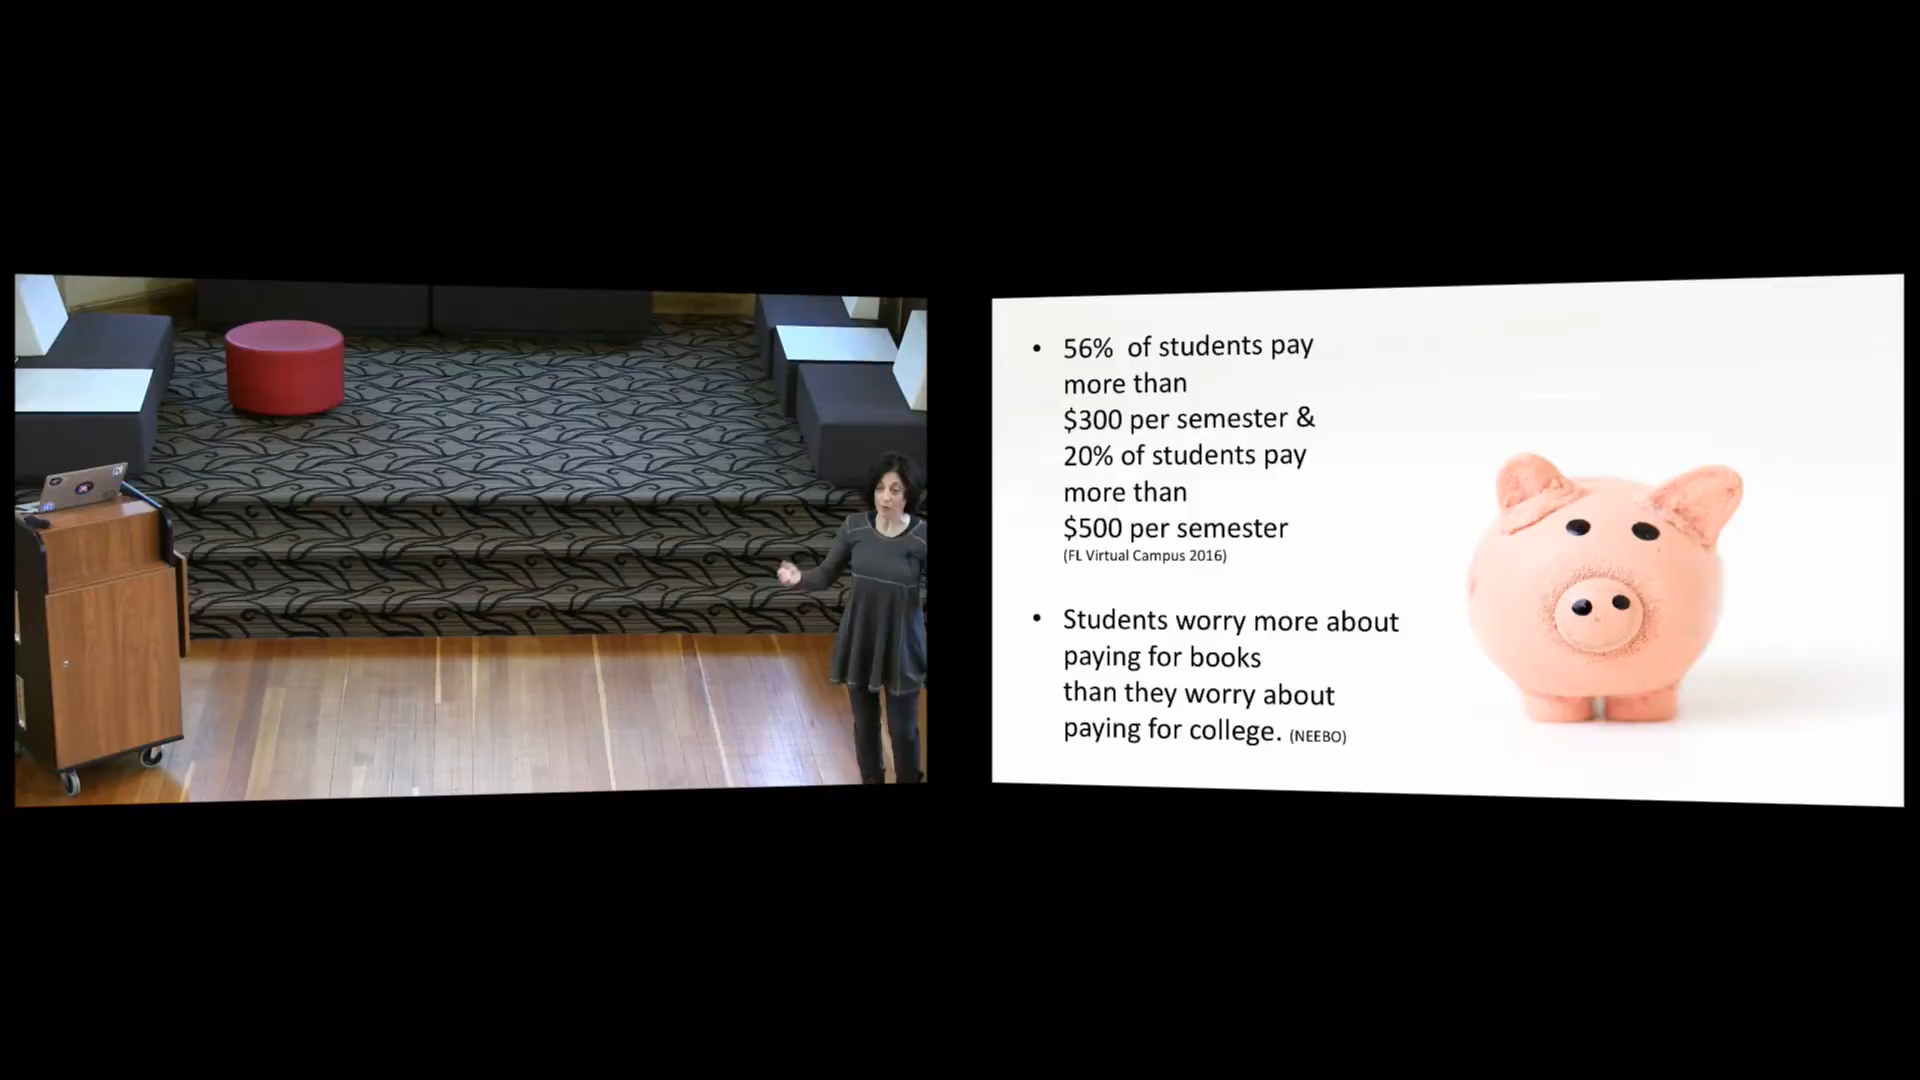 • 56%  of students pay
more than
$300 per semester &
20% of students pay
more than
$500 per semester
(FL Virtual Campus 2016)
• Students worry more about
paying for books
than they worry about
paying for college. (NEEBO)